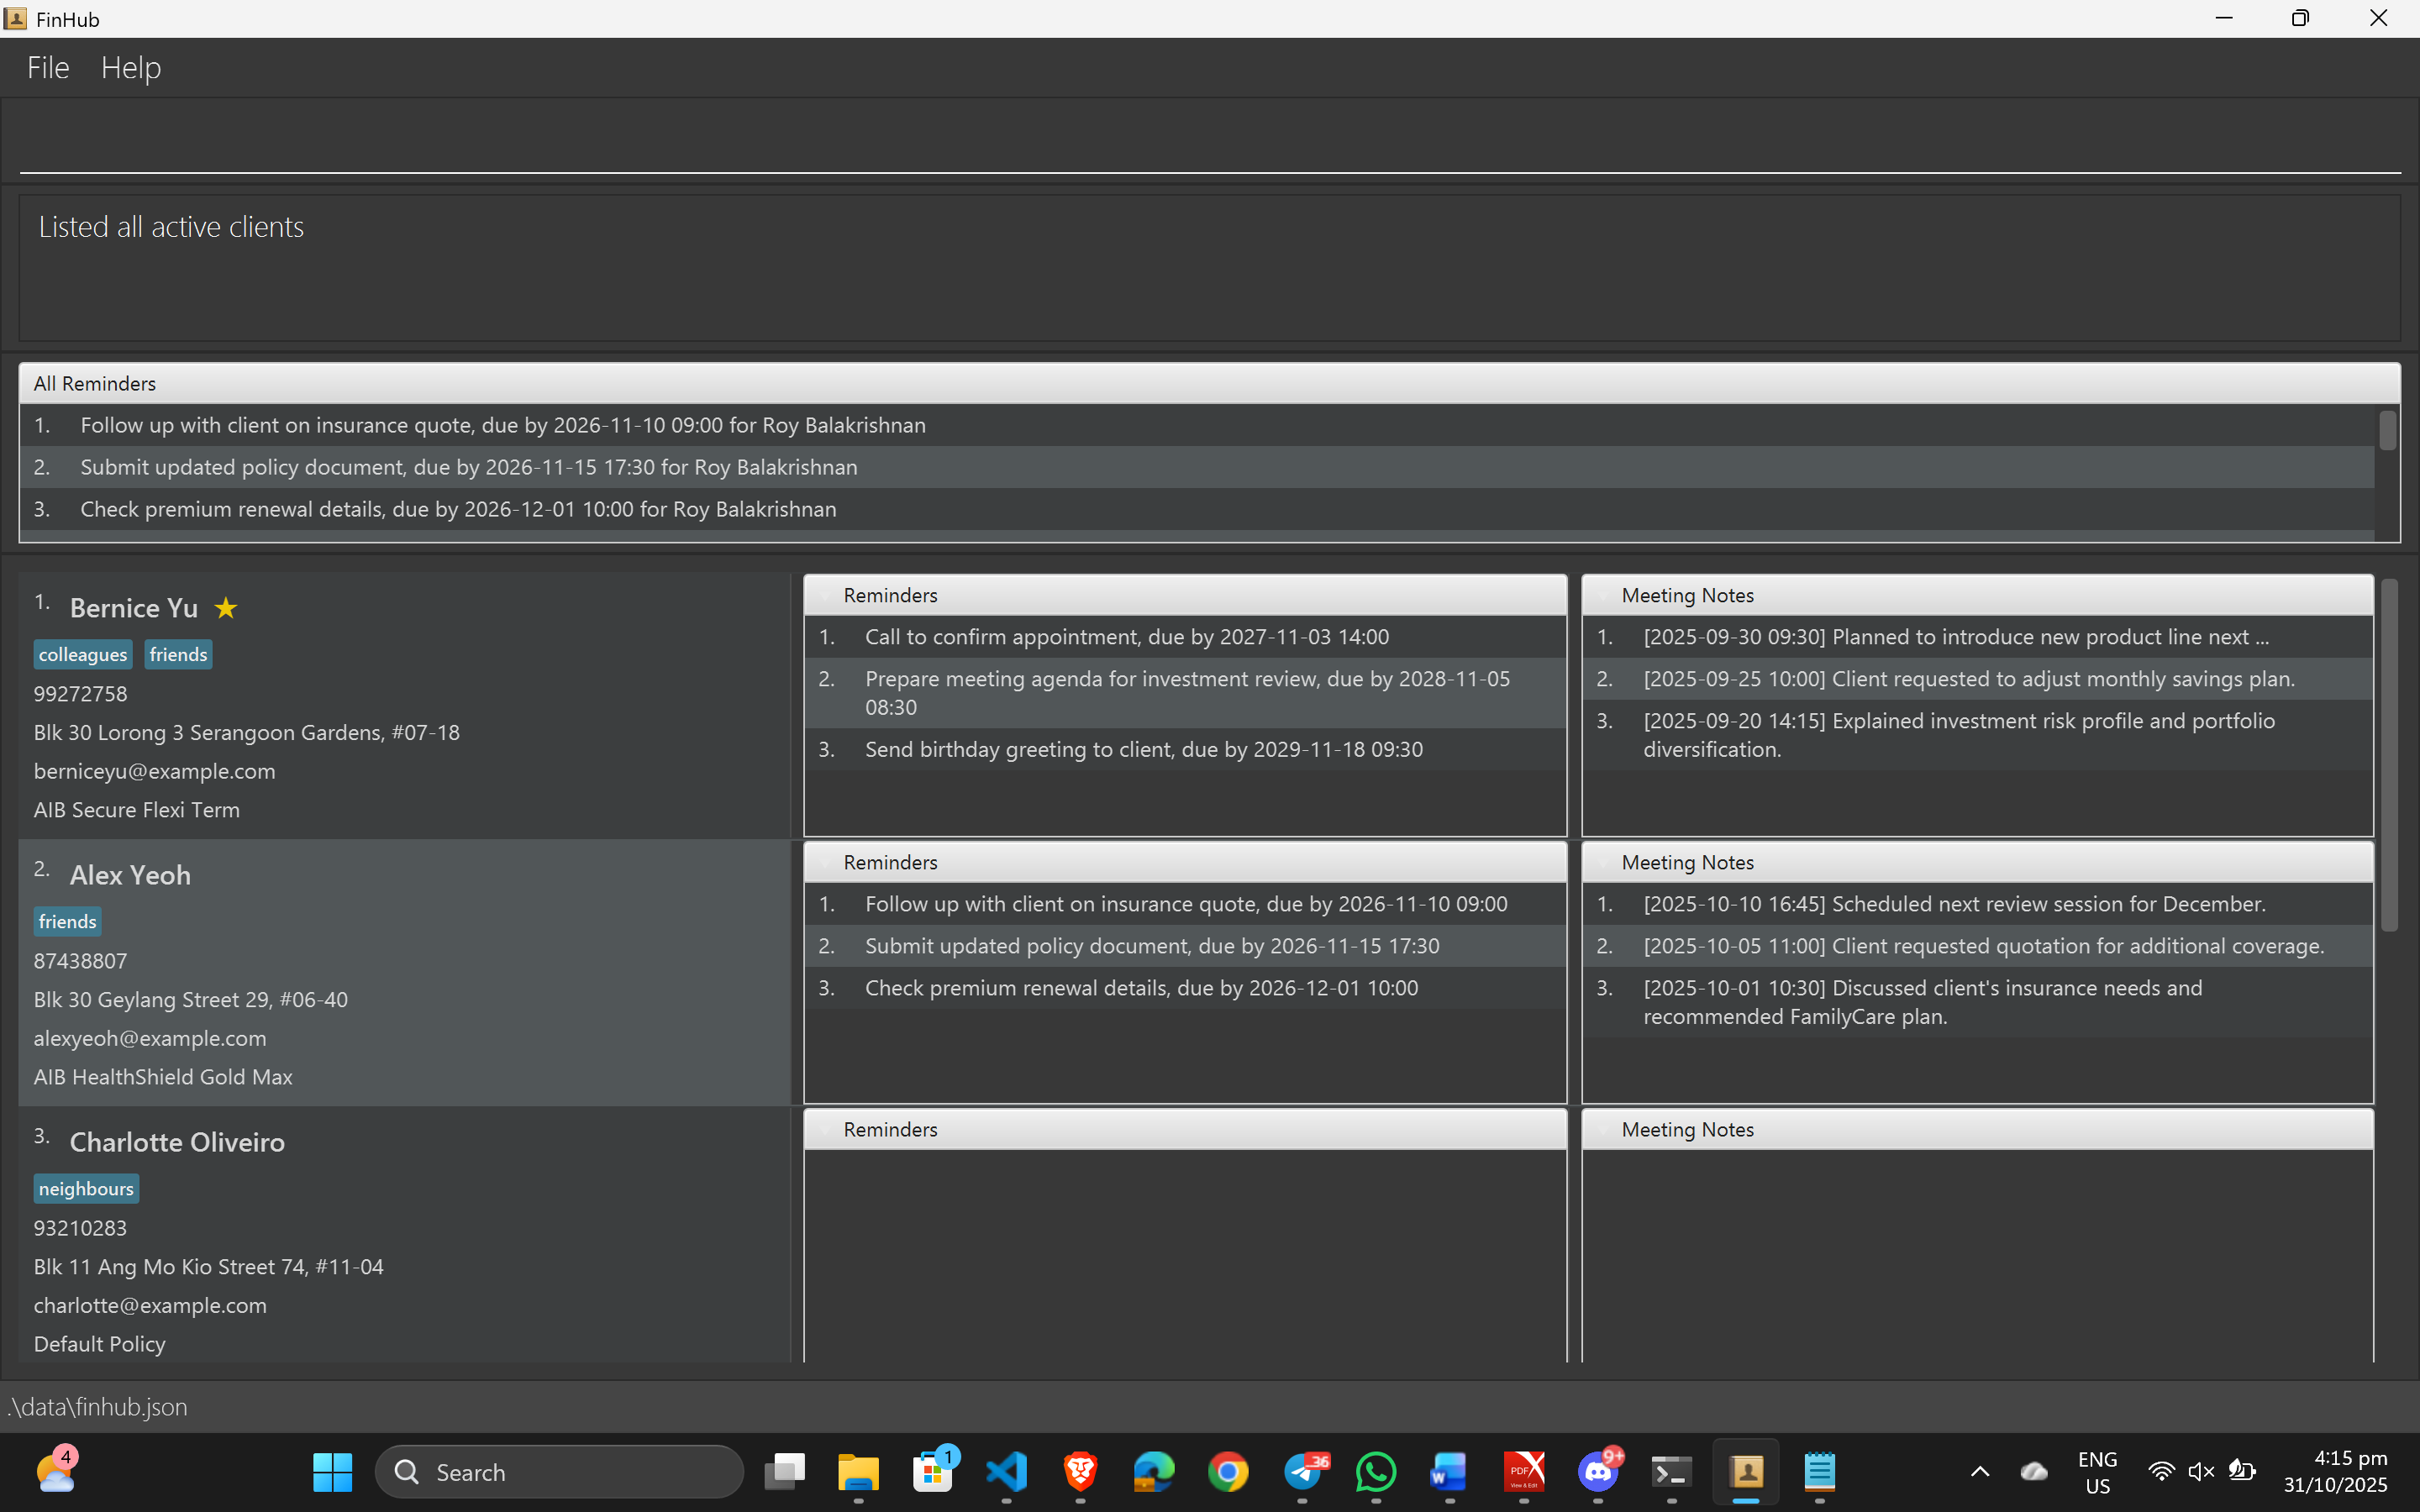 FinHub
File Help
Listed all active clients
All Reminders
1. Follow up with client on insurance quote, due by 2026-11-10 09:00 for Roy Balakrishnan
2. Submit updated policy document, due by 2026-11-15 17:30 for Roy Balakrishnan
3. Check premium renewal details, due by 2026-12-01 10:00 for Roy Balakrishnan
1. Bernice Yu
colleagues friends
99272758
Blk 30 Lorong 3 Serangoon Gardens, #07-18
berniceyu@example.com
AIB Secure Flexi Term
Reminders
1. Call to confirm appointment, due by 2027-11-03 14:00
2. Prepare meeting agenda for investment review, due by 2028-11-05
08:30
3. Send birthday greeting to client, due by 2029-11-18 09:30
Meeting Notes
1. [2025-09-30 09:30] Planned to introduce new product line next ...
2. [2025-09-25 10:00] Client requested to adjust monthly savings plan.
3. [2025-09-20 14:15] Explained investment risk profile and portfolio
diversification.
2. Alex Yeoh
friends
87438807
Blk 30 Geylang Street 29, #06-40
alexyeoh@example.com
AIB HealthShield Gold Max
Reminders
1. Follow up with client on insurance quote, due by 2026-11-10 09:00
2. Submit updated policy document, due by 2026-11-15 17:30
3. Check premium renewal details, due by 2026-12-01 10:00
Meeting Notes
1. [2025-10-10 16:45] Scheduled next review session for December.
2. [2025-10-05 11:00] Client requested quotation for additional coverage.
3. [2025-10-01 10:30] Discussed client's insurance needs and
recommended FamilyCare plan.
3. Charlotte Oliveiro
neighbours
93210283
Blk 11 Ang Mo Kio Street 74, #11-04
charlotte@example.com
Default Policy
Reminders
Meeting Notes
.\data\finhub.json
4
Search
1
36
W
PDF
View & Edit
9+
ENG
US
4:15 pm
31/10/2025